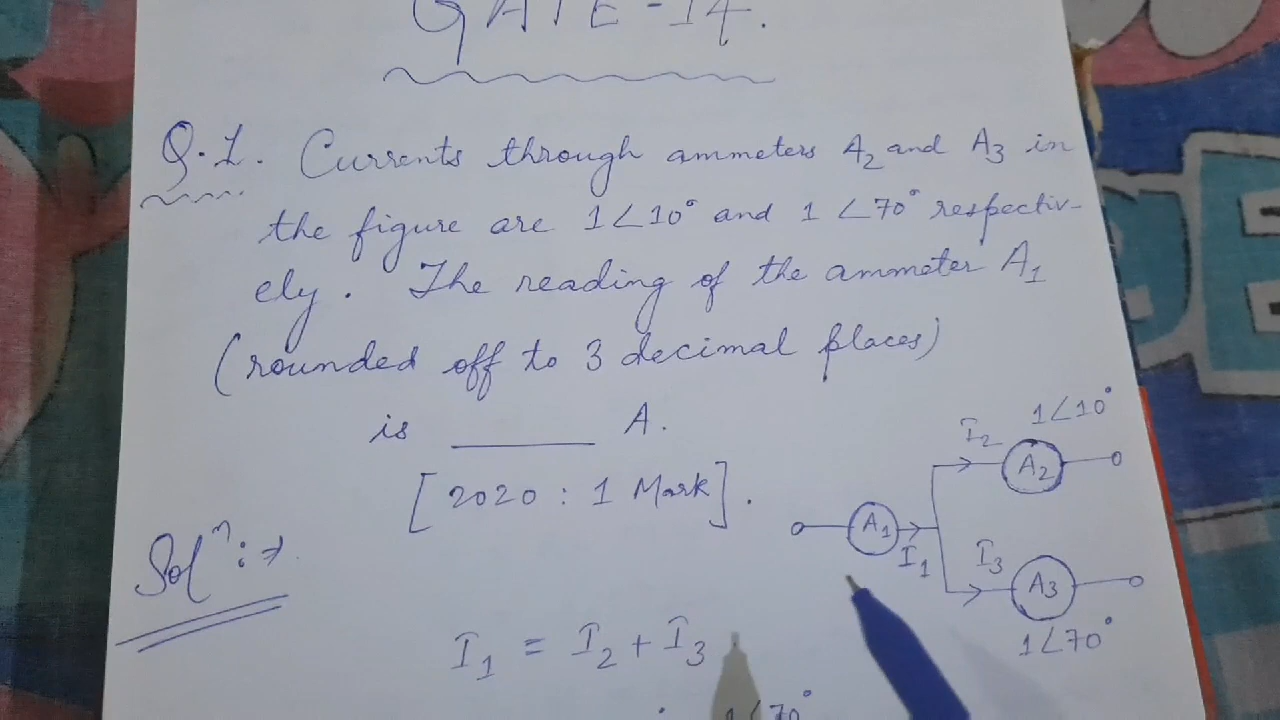 GATE-14.
Q.1. Currents through ammeters A₂ and A₃ in
the figure are 1∠10° and 1∠70° respectiv-
ely. The reading of the ammeter A₁
(rounded off to 3 decimal places)
is ______ A.
[2020 : 1 Mark].
Solⁿ :→
1∠10°
I₂
A₂
A₁
I₁
I₃
A₃
1∠70°
I₁ = I₂ + I₃
1∠70°